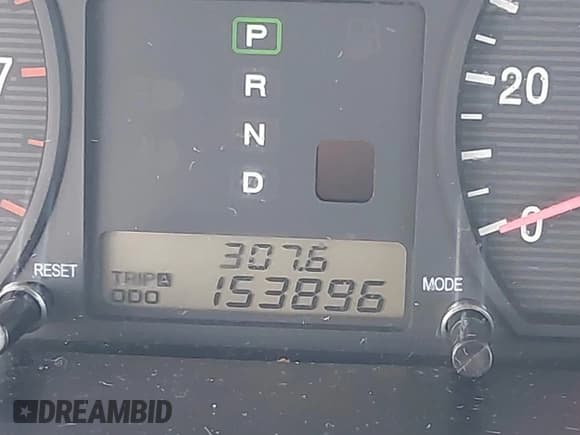 P
R
N
D
7
20
0
307.6
TRIP A
ODO 153896
RESET
MODE
DREAMBID